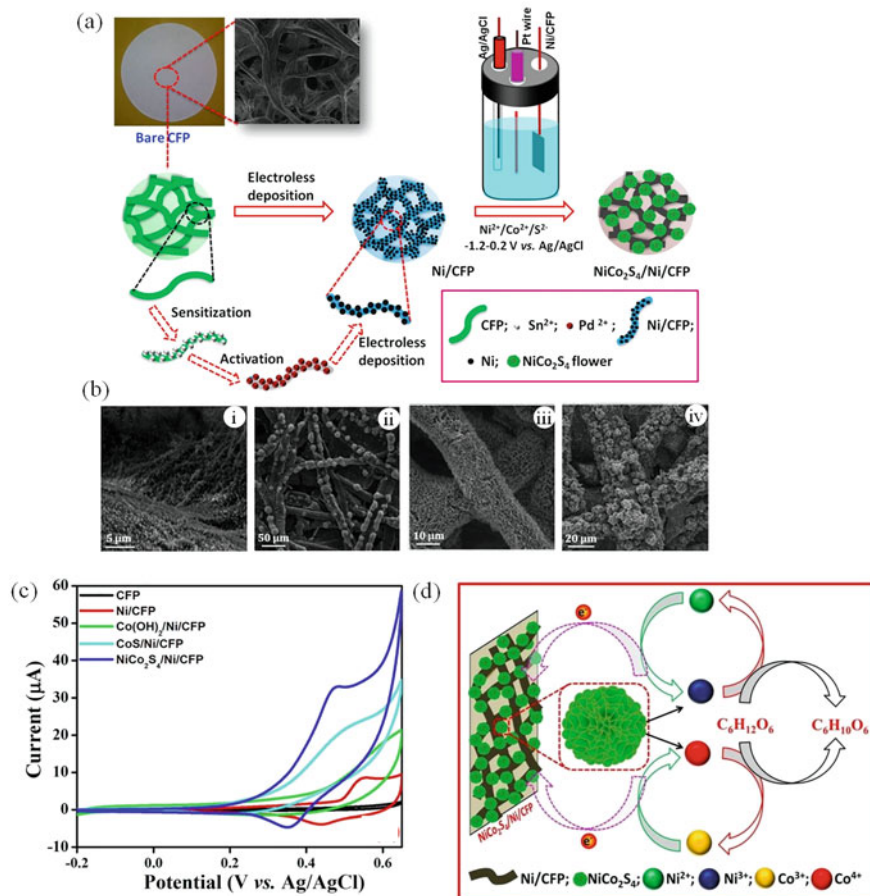 (a)
Bare CFP
Ag/AgCl
Pt wire
Ni/CFP
Electroless
deposition
Ni/CFP
Ni²⁺/Co²⁺/S²⁻
-1.2-0.2 V vs. Ag/AgCl
NiCo₂S₄/Ni/CFP
Sensitization
Activation
Electroless
deposition
CFP; Sn²⁺; Pd ²⁺ ; Ni/CFP;
Ni; NiCo₂S₄ flower
(b)
i
ii
iii
iv
5 µm
50 µm
10 µm
20 µm
(c)
60
50
40
30
20
10
0
-10
Current (µA)
CFP
Ni/CFP
Co(OH)₂/Ni/CFP
CoS/Ni/CFP
NiCo₂S₄/Ni/CFP
-0.2 0.0 0.2 0.4 0.6
Potential (V vs. Ag/AgCl)
(d)
e
NiCo₂S₄/Ni/CFP
C₆H₁₂O₆
C₆H₁₀O₆
e
Ni/CFP; NiCo₂S₄; Ni²⁺; Ni³⁺; Co³⁺; Co⁴⁺